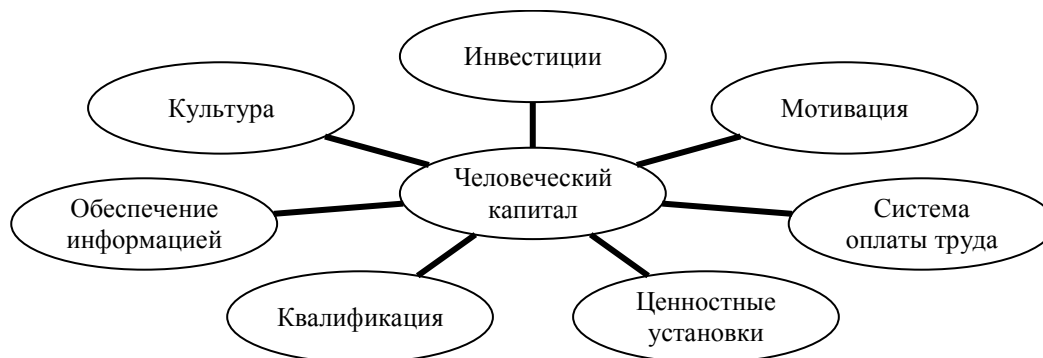 Инвестиции
Культура
Мотивация
Человеческий
капитал
Обеспечение
информацией
Система
оплаты труда
Квалификация
Ценностные
установки